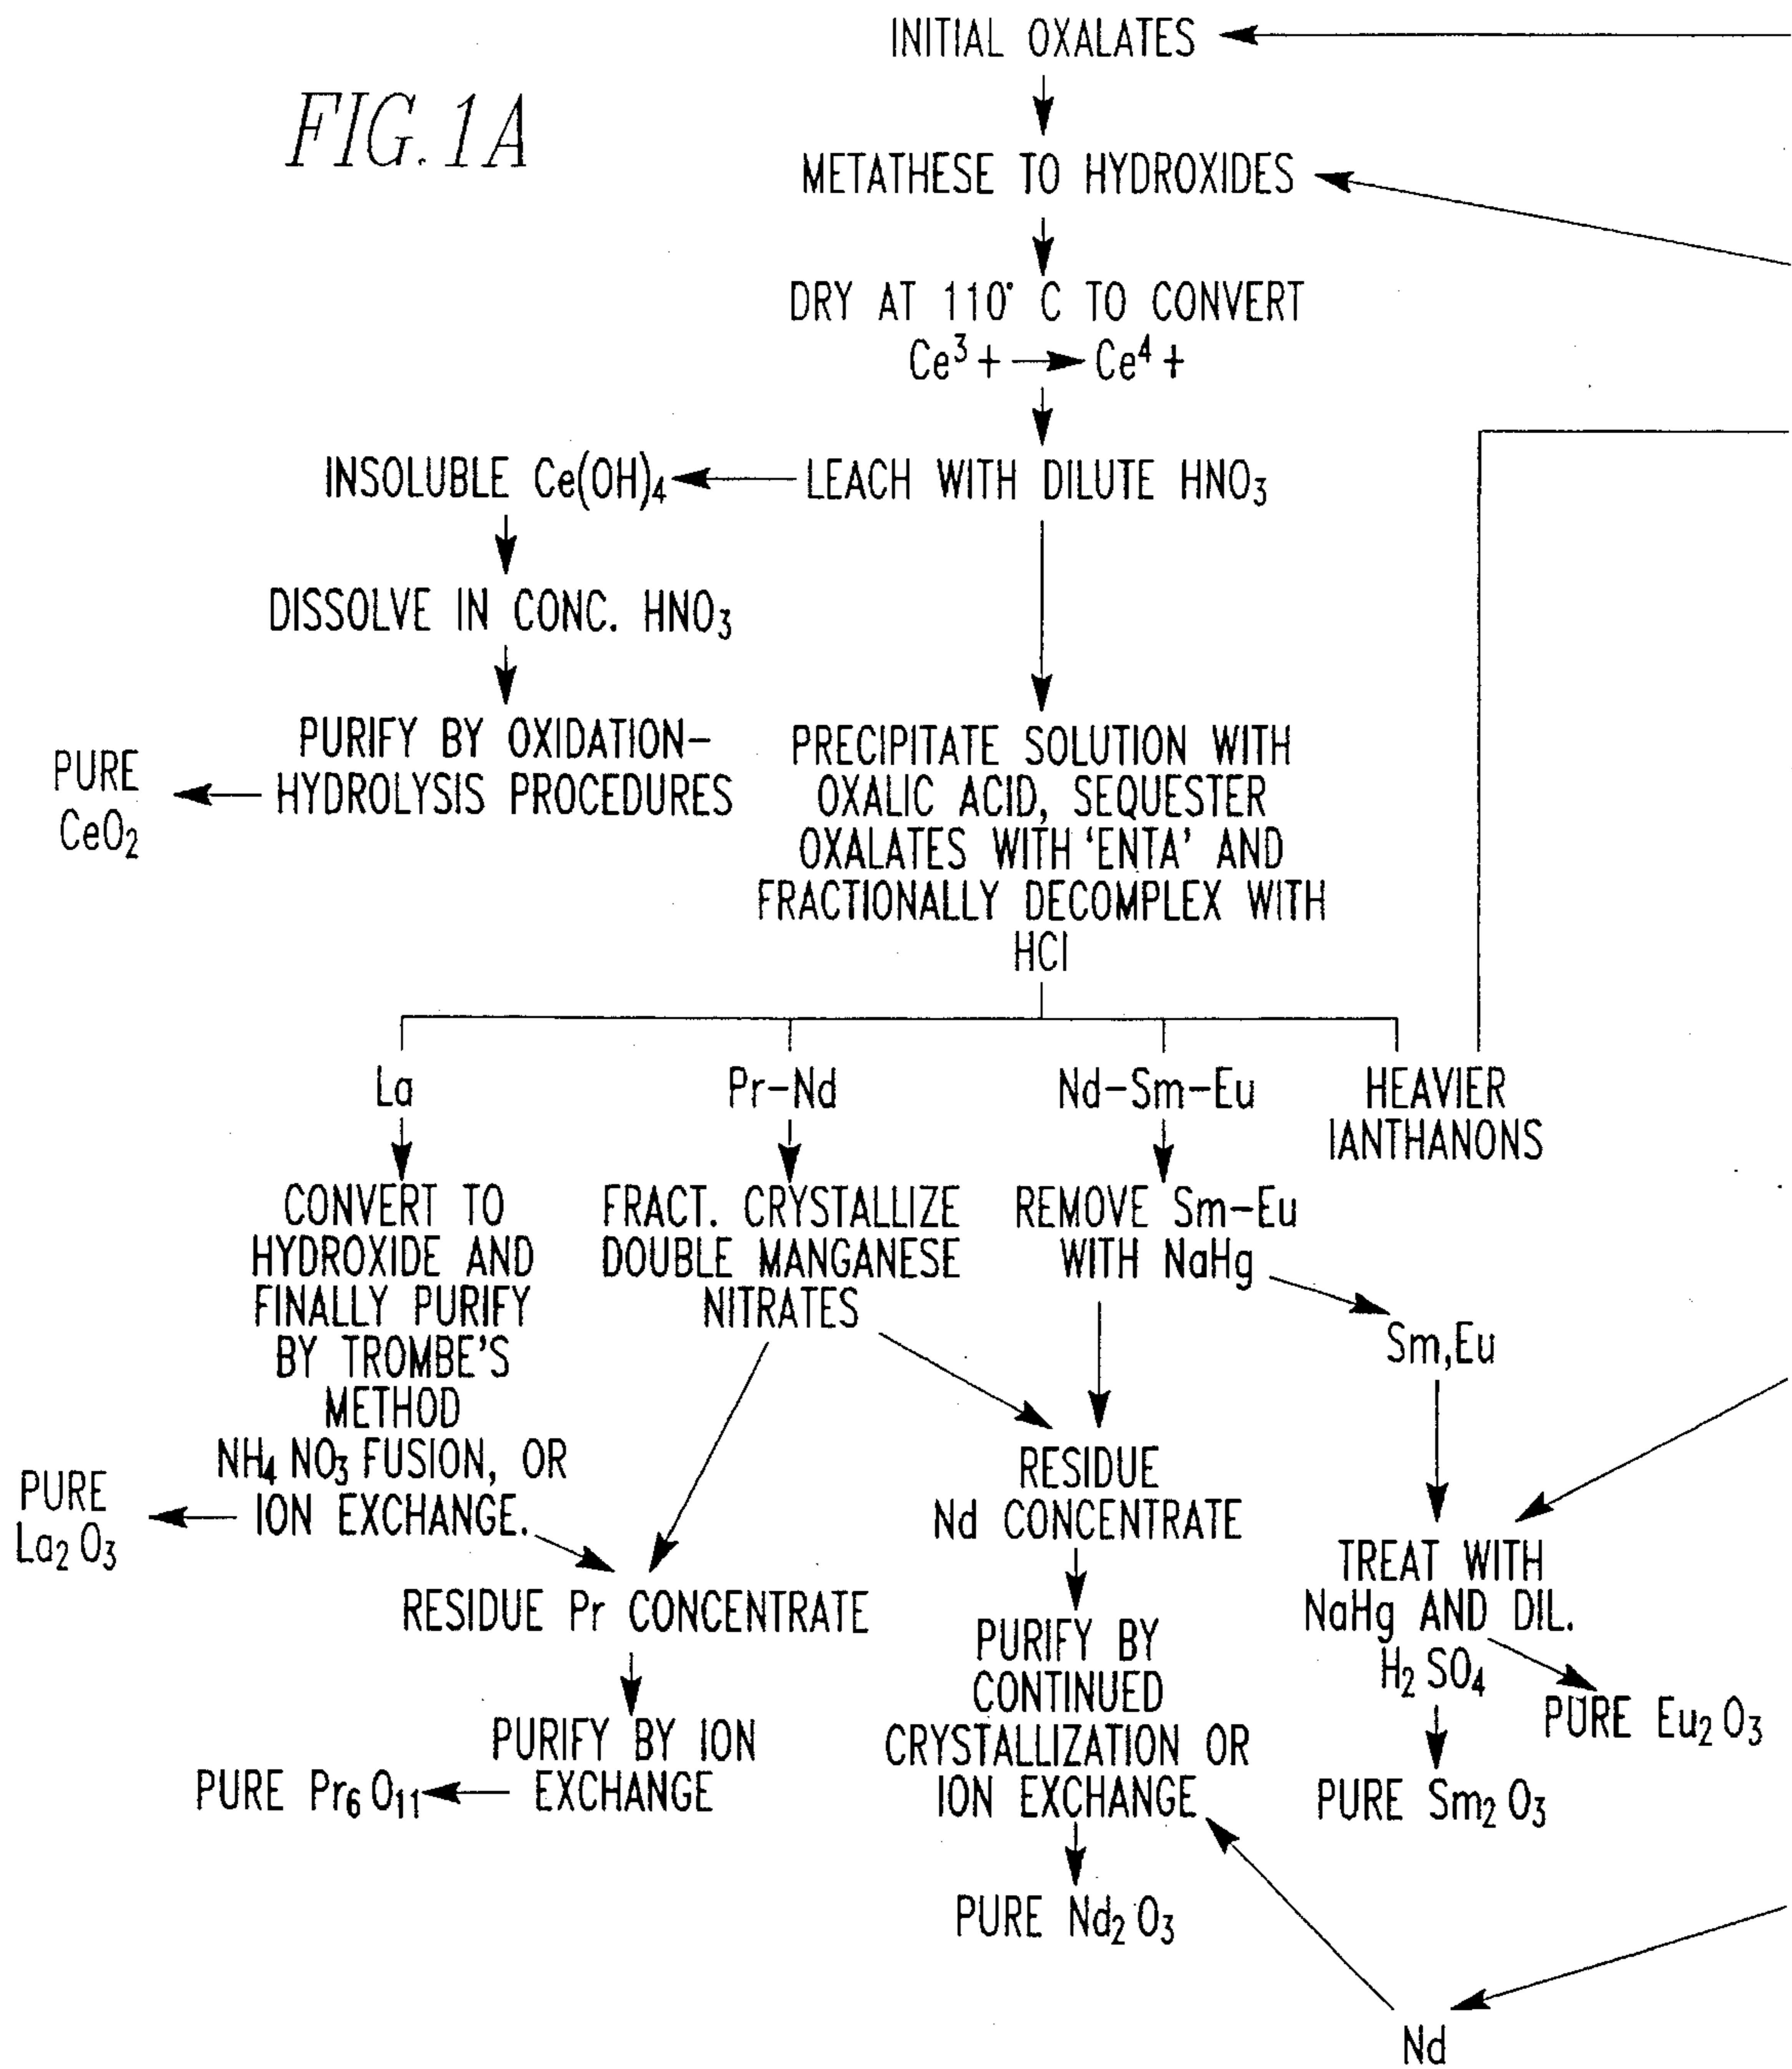 INITIAL OXALATES
FIG. 1A
METATHESE TO HYDROXIDES
DRY AT 110° C TO CONVERT
Ce³+ → Ce⁴+
INSOLUBLE Ce(OH)₄
LEACH WITH DILUTE HNO₃
DISSOLVE IN CONC. HNO₃
PURIFY BY OXIDATION-
HYDROLYSIS PROCEDURES
PURE
CeO₂
PRECIPITATE SOLUTION WITH
OXALIC ACID, SEQUESTER
OXALATES WITH 'ENTA' AND
FRACTIONALLY DECOMPLEX WITH
HCl
La
Pr-Nd
Nd-Sm-Eu
HEAVIER
IANTHANONS
CONVERT TO
HYDROXIDE AND
FINALLY PURIFY
BY TROMBE'S
METHOD
NH₄ NO₃ FUSION, OR
ION EXCHANGE.
PURE
La₂ O₃
FRACT. CRYSTALLIZE
DOUBLE MANGANESE
NITRATES
REMOVE Sm-Eu
WITH NaHg
Sm,Eu
RESIDUE
Nd CONCENTRATE
RESIDUE Pr CONCENTRATE
TREAT WITH
NaHg AND DIL.
H₂ SO₄
PURE Eu₂ O₃
PURE Sm₂ O₃
PURIFY BY ION
EXCHANGE
PURE Pr₆ O₁₁
PURIFY BY
CONTINUED
CRYSTALLIZATION OR
ION EXCHANGE
PURE Nd₂ O₃
Nd